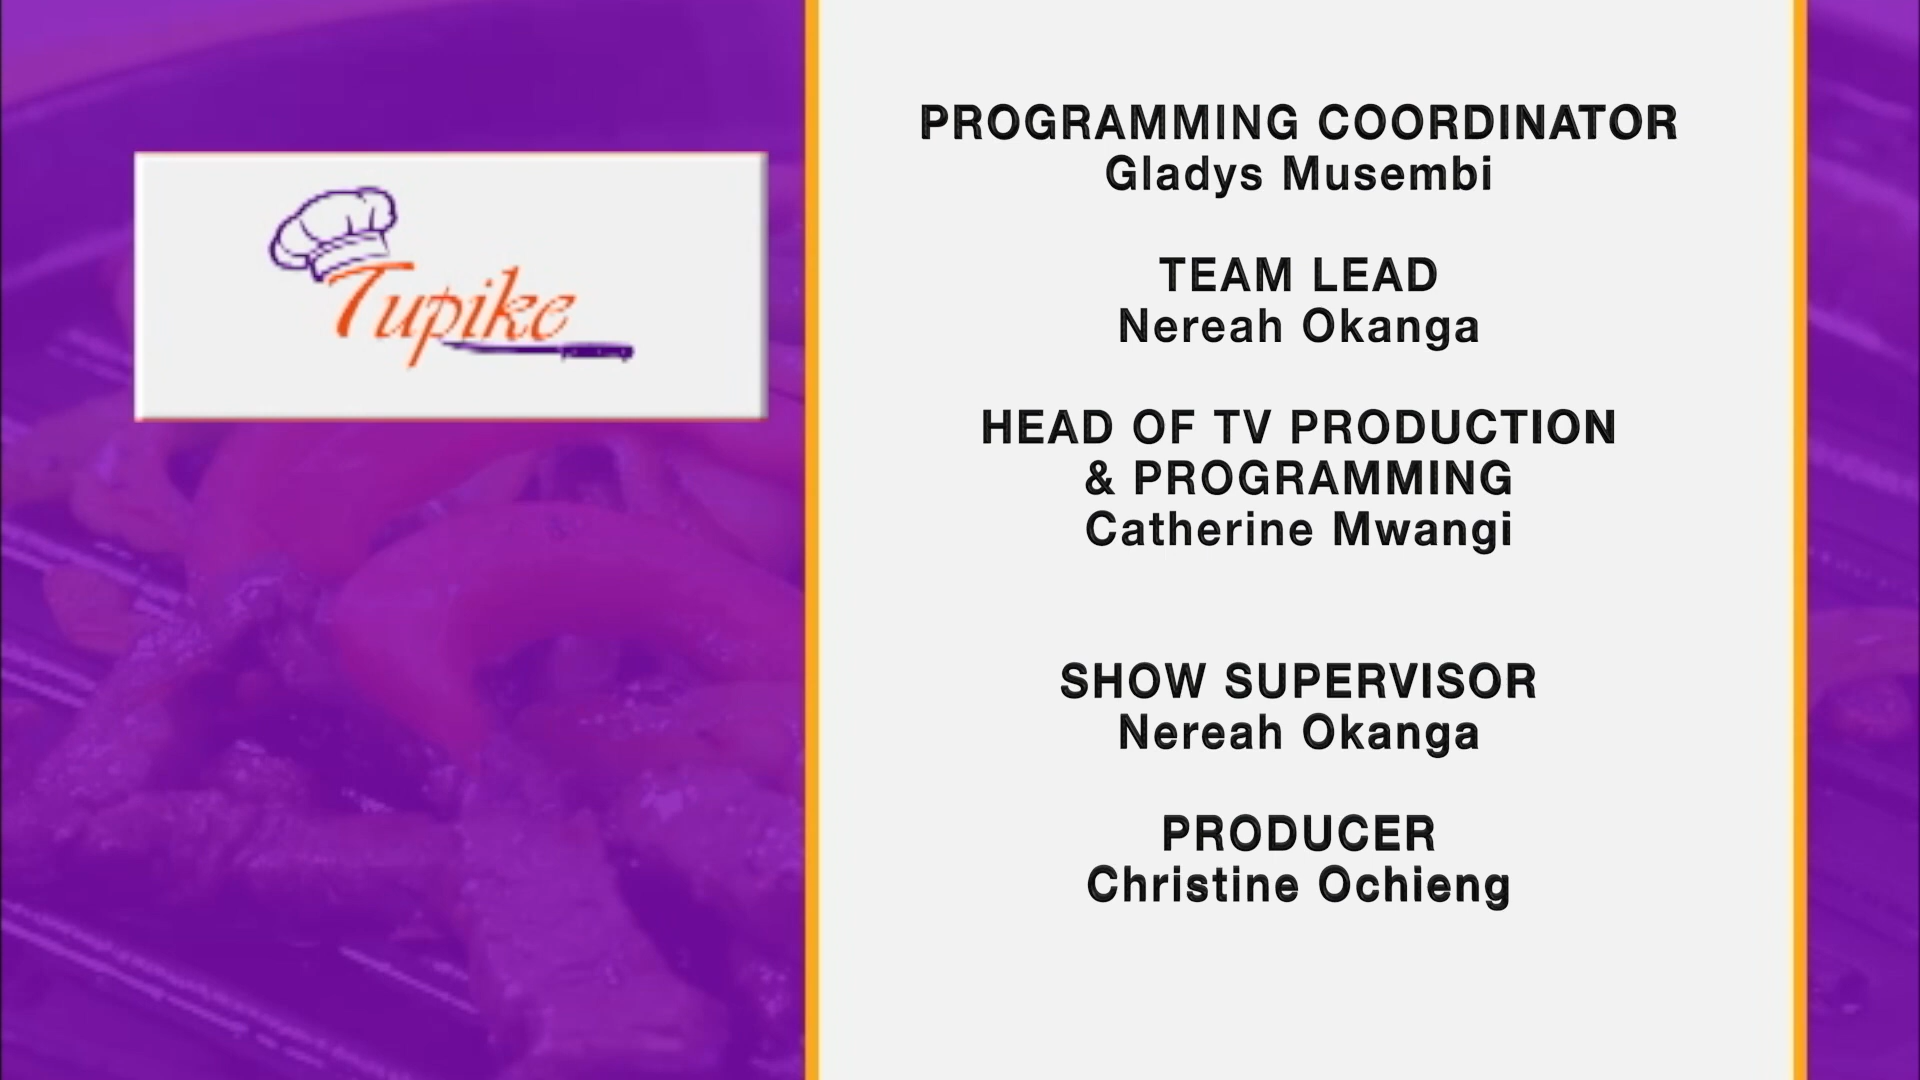 Tupike
PROGRAMMING COORDINATOR
Gladys Musembi
TEAM LEAD
Nereah Okanga
HEAD OF TV PRODUCTION
& PROGRAMMING
Catherine Mwangi
SHOW SUPERVISOR
Nereah Okanga
PRODUCER
Christine Ochieng